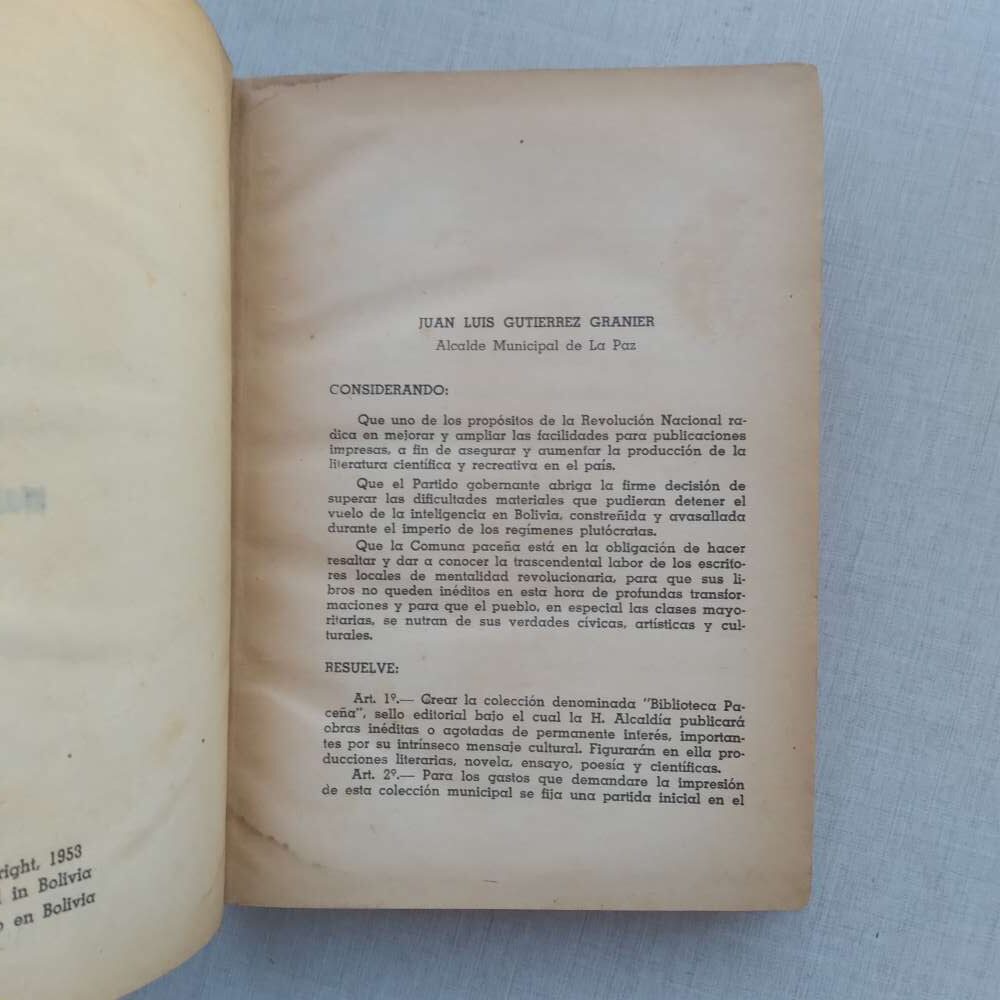 right, 1953
in Bolivia
en Bolivia
JUAN LUIS GUTIERREZ GRANIER
Alcalde Municipal de La Paz
CONSIDERANDO:
Que uno de los propósitos de la Revolución Nacional ra-
dica en mejorar y ampliar las facilidades para publicaciones
impresas, a fin de asegurar y aumentar la producción de la
literatura científica y recreativa en el país.
Que el Partido gobernante abriga la firme decisión de
superar las dificultades materiales que pudieran detener el
vuelo de la inteligencia en Bolivia, constreñida y avasallada
durante el imperio de los regímenes plutócratas.
Que la Comuna paceña está en la obligación de hacer
resaltar y dar a conocer la trascendental labor de los escrito-
res locales de mentalidad revolucionaria, para que sus li-
bros no queden inéditos en esta hora de profundas transfor-
maciones y para que el pueblo, en especial las clases mayo-
ritarias, se nutran de sus verdades cívicas, artísticas y cul-
turales.
RESUELVE:
Art. 1º.— Crear la colección denominada "Biblioteca Pa-
ceña", sello editorial bajo el cual la H. Alcaldía publicará
obras inéditas o agotadas de permanente interés, importan-
tes por su intrínseco mensaje cultural. Figurarán en ella pro-
ducciones literarias, novela, ensayo, poesía y científicas.
Art. 2º.— Para los gastos que demandare la impresión
de esta colección municipal se fija una partida inicial en el